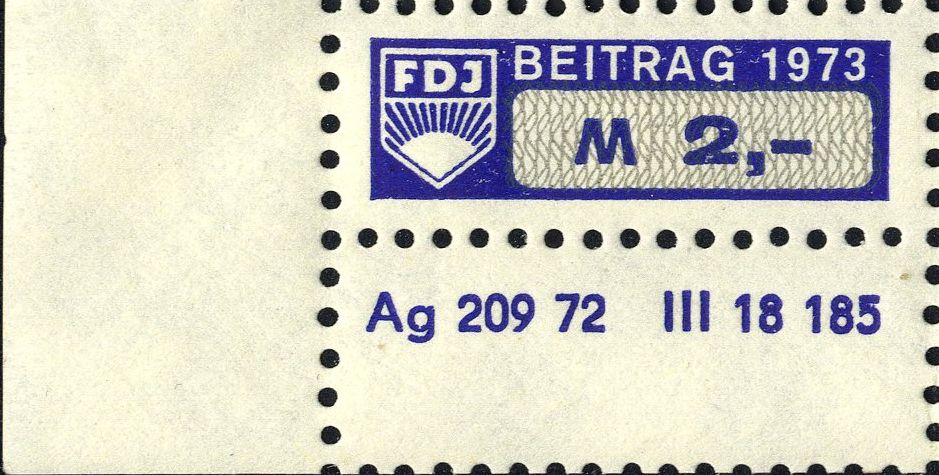 FDJ
BEITRAG 1973
M 2,–
Ag 209 72 III 18 185